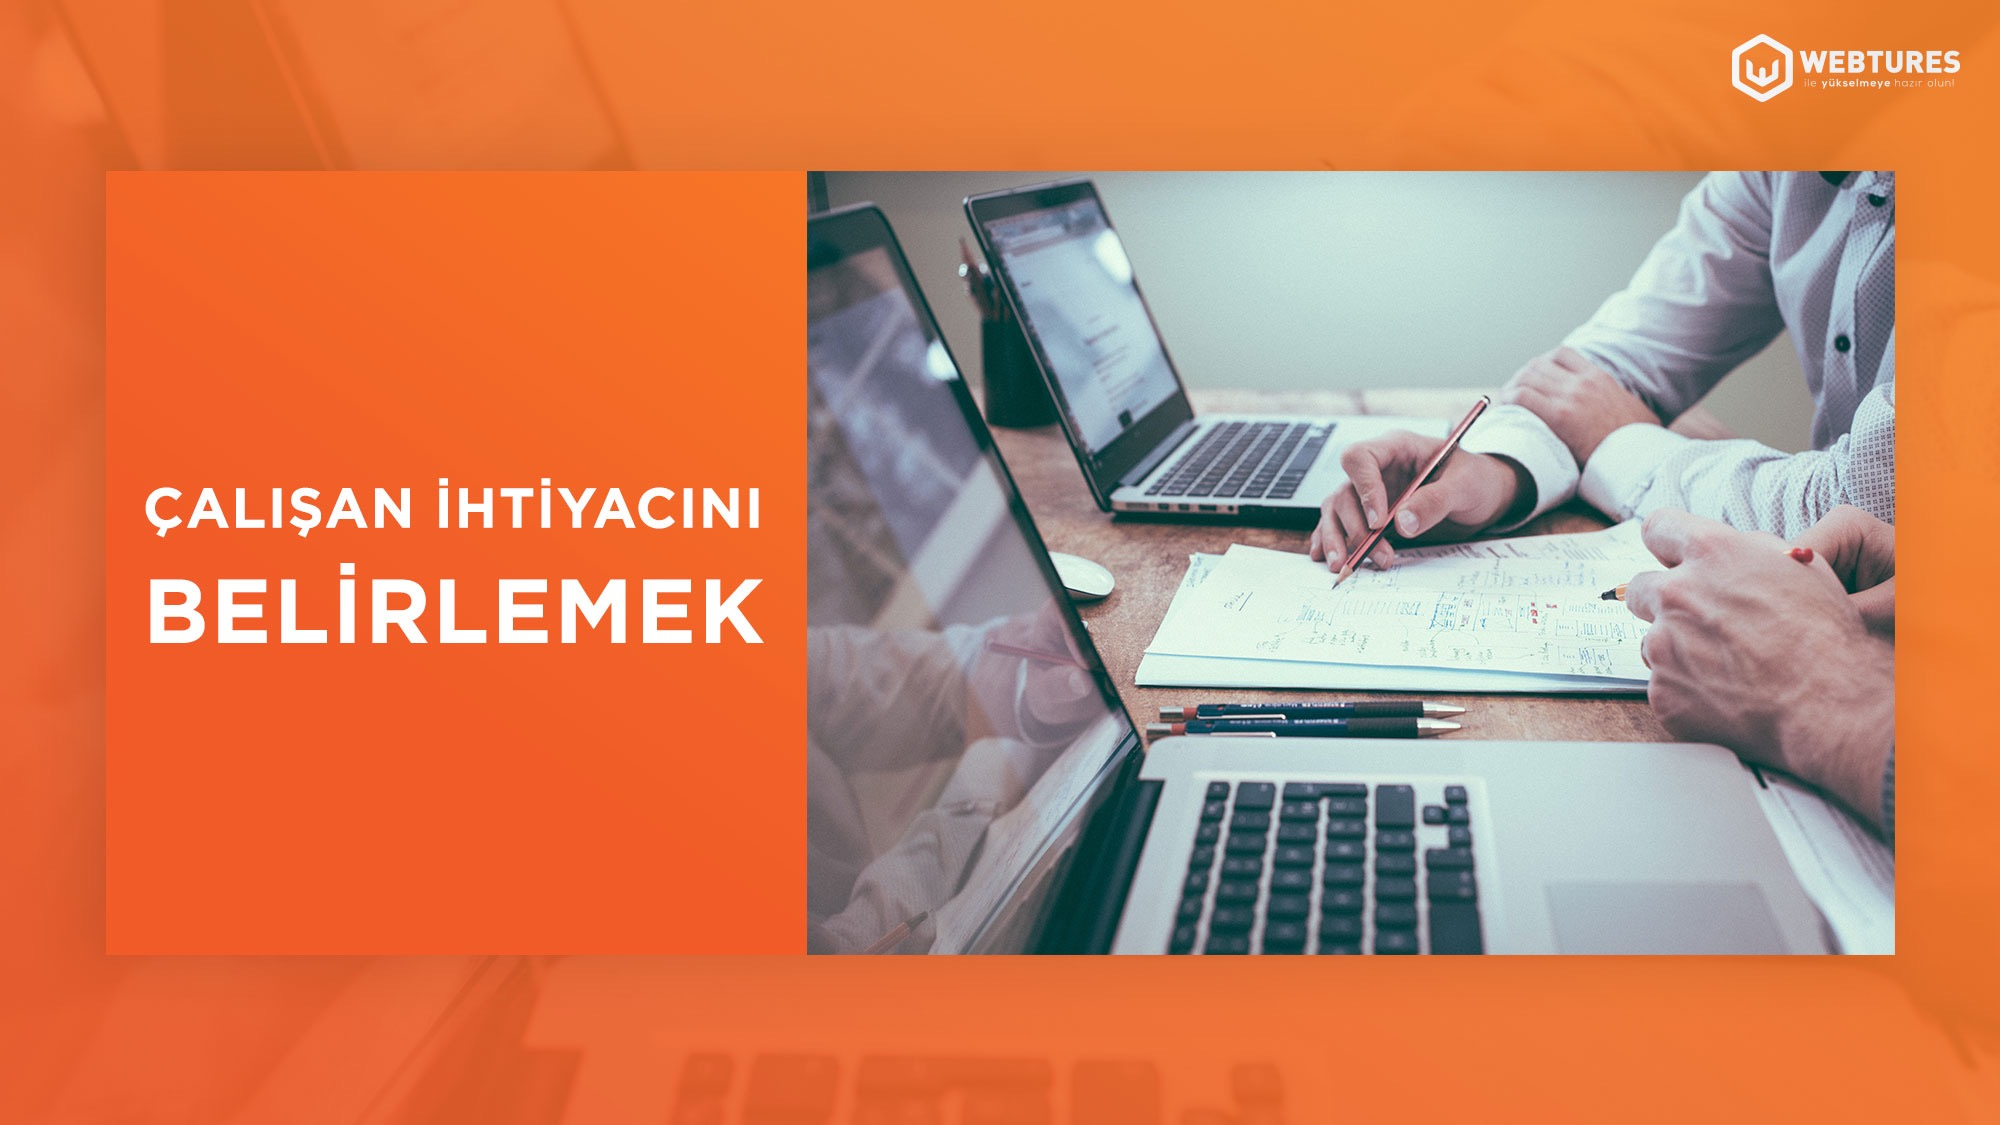 WEBTURES
ile yükselmeye hazır olun!
ÇALIŞAN İHTİYACINI
BELİRLEMEK